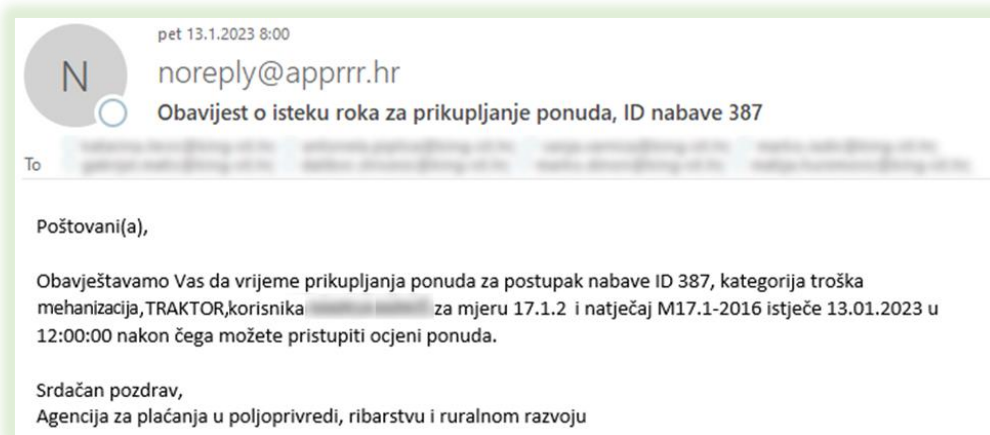 pet 13.1.2023 8:00
N
noreply@apprrr.hr
Obavijest o isteku roka za prikupljanje ponuda, ID nabave 387
To
Poštovani(a),
Obavještavamo Vas da vrijeme prikupljanja ponuda za postupak nabave ID 387, kategorija troška
mehanizacija,TRAKTOR,korisnika za mjeru 17.1.2 i natječaj M17.1-2016 istječe 13.01.2023 u
12:00:00 nakon čega možete pristupiti ocjeni ponuda.
Srdačan pozdrav,
Agencija za plaćanja u poljoprivredi, ribarstvu i ruralnom razvoju